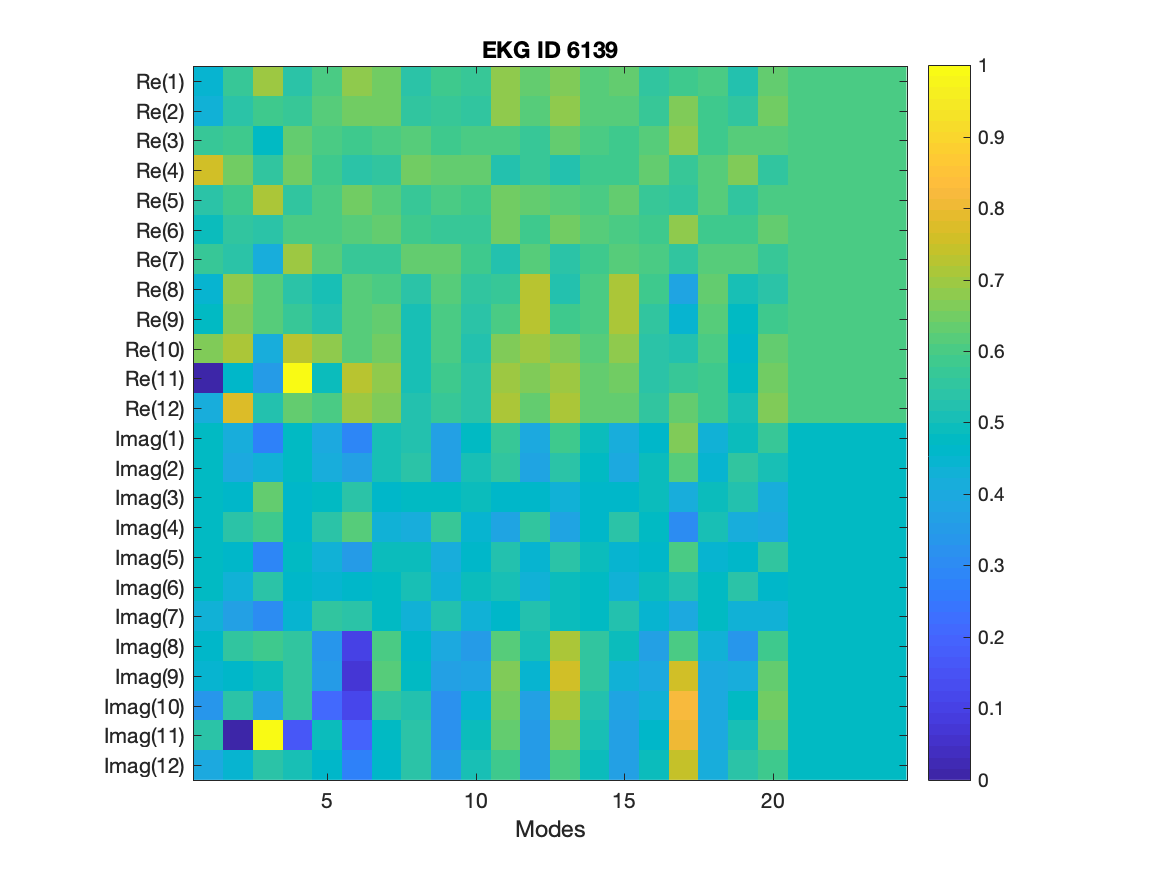 EKG ID 6139
Re(1)
Re(2)
Re(3)
Re(4)
Re(5)
Re(6)
Re(7)
Re(8)
Re(9)
Re(10)
Re(11)
Re(12)
Imag(1)
Imag(2)
Imag(3)
Imag(4)
Imag(5)
Imag(6)
Imag(7)
Imag(8)
Imag(9)
Imag(10)
Imag(11)
Imag(12)
5 10 15 20
Modes
1
0.9
0.8
0.7
0.6
0.5
0.4
0.3
0.2
0.1
0